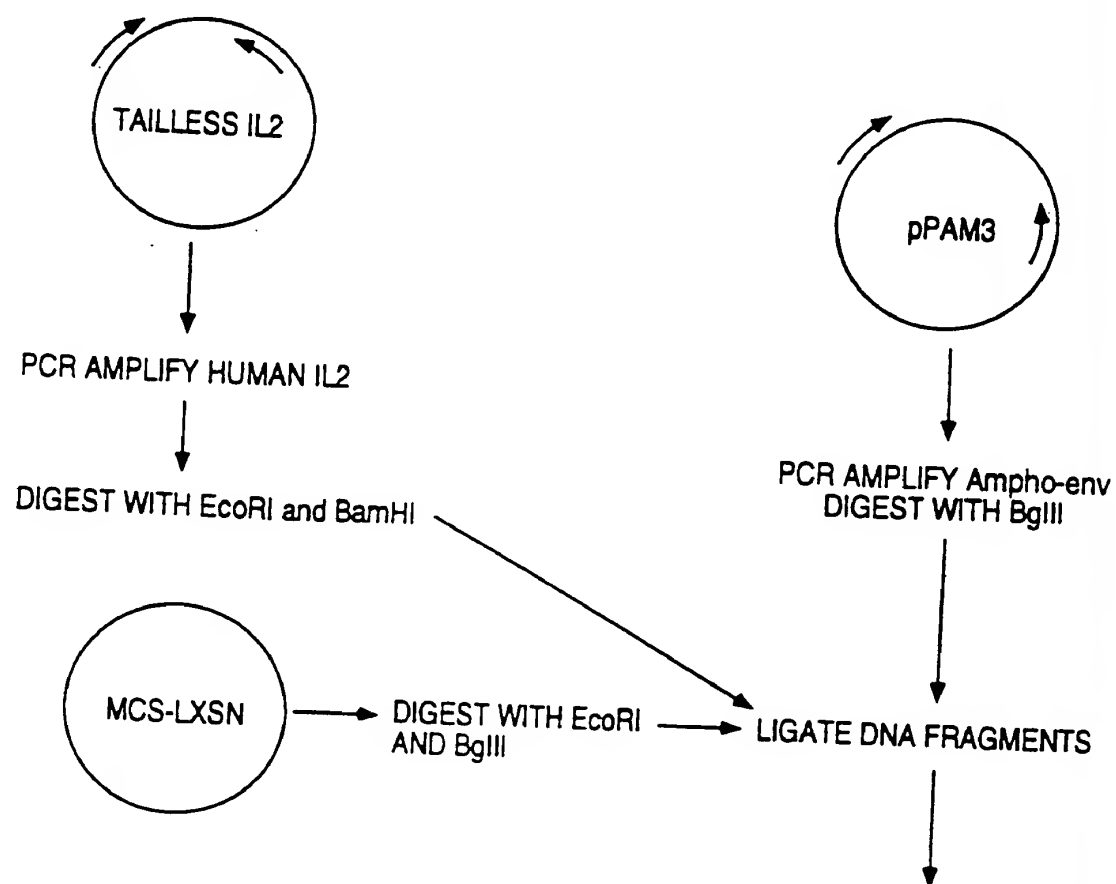 TAILLESS IL2
pPAM3
PCR AMPLIFY HUMAN IL2
DIGEST WITH EcoRI and BamHI
PCR AMPLIFY Ampho-env
DIGEST WITH BglII
MCS-LXSN
DIGEST WITH EcoRI
AND BglII
LIGATE DNA FRAGMENTS